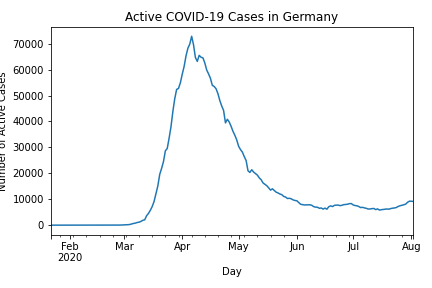 Active COVID-19 Cases in Germany
Number of Active Cases
70000
60000
50000
40000
30000
20000
10000
0
Feb Mar Apr May Jun Jul Aug
2020
Day